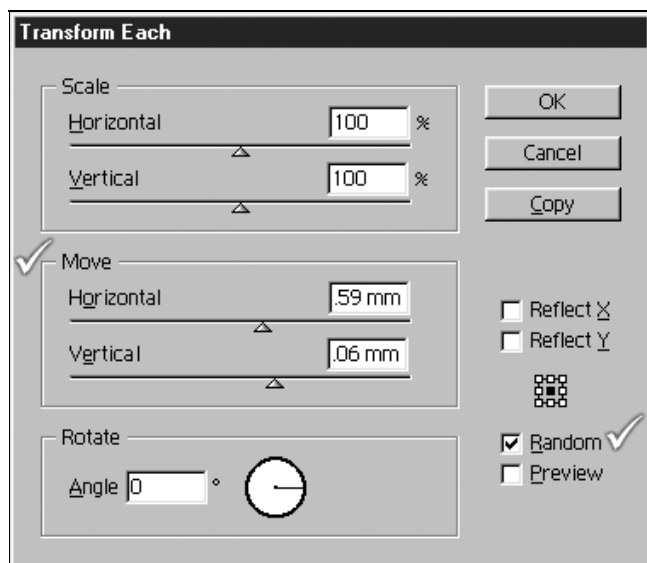 Transform Each
Scale
Horizontal 100 %
Vertical 100 %
OK
Cancel
Copy
Move
Horizontal .59 mm
Vertical .06 mm
Reflect X
Reflect Y
Rotate
Angle 0 °
Random
Preview